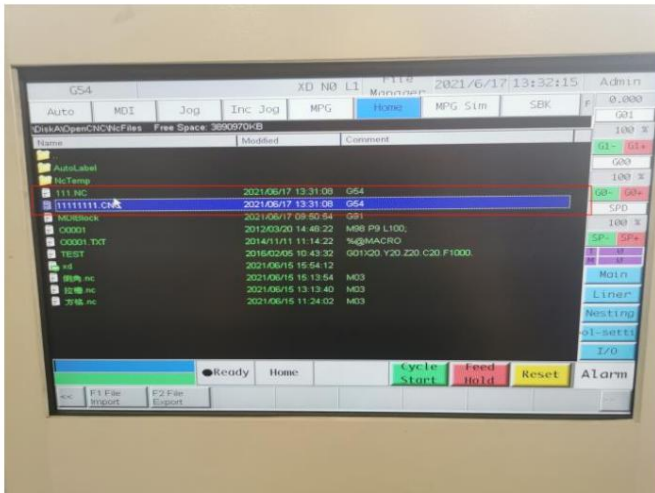 G54 XD N0 L1 File Manager 2021/6/17 13:32:15 Admin
Auto MDI Jog Inc Jog MPG Home MPG Sim SBK F 0.000
G01
\DiskA\OpenCNC\NcFiles Free Space: 3890970KB
100 %
Name Modified Comment
G1- G1+
..
G00
AutoLabel
100 %
NcTemp
111.NC 2021/06/17 13:31:08 G54
G0- G0+
11111111.CNC 2021/06/17 13:31:08 G54
SPD
MDIBlock 2021/06/17 09:50:54 G91
100 %
O0001 2012/03/20 14:48:22 M98 P9 L100;
SP- SP+
O0001.TXT 2014/11/11 11:14:22 %@MACRO
TEST 2016/02/05 10:43:32 G01X20.Y20.Z20.C20.F1000.
xd 2021/06/15 15:54:12
Main
倒角.nc 2021/06/15 15:13:54 M03
Liner
拉槽.nc 2021/06/15 13:13:40 M03
方锥.nc 2021/06/15 11:24:02 M03
Nesting
ol-setti
I/O
Ready Home Cycle Start Feed Hold Reset Alarm
<< F1 File Import F2 File Export